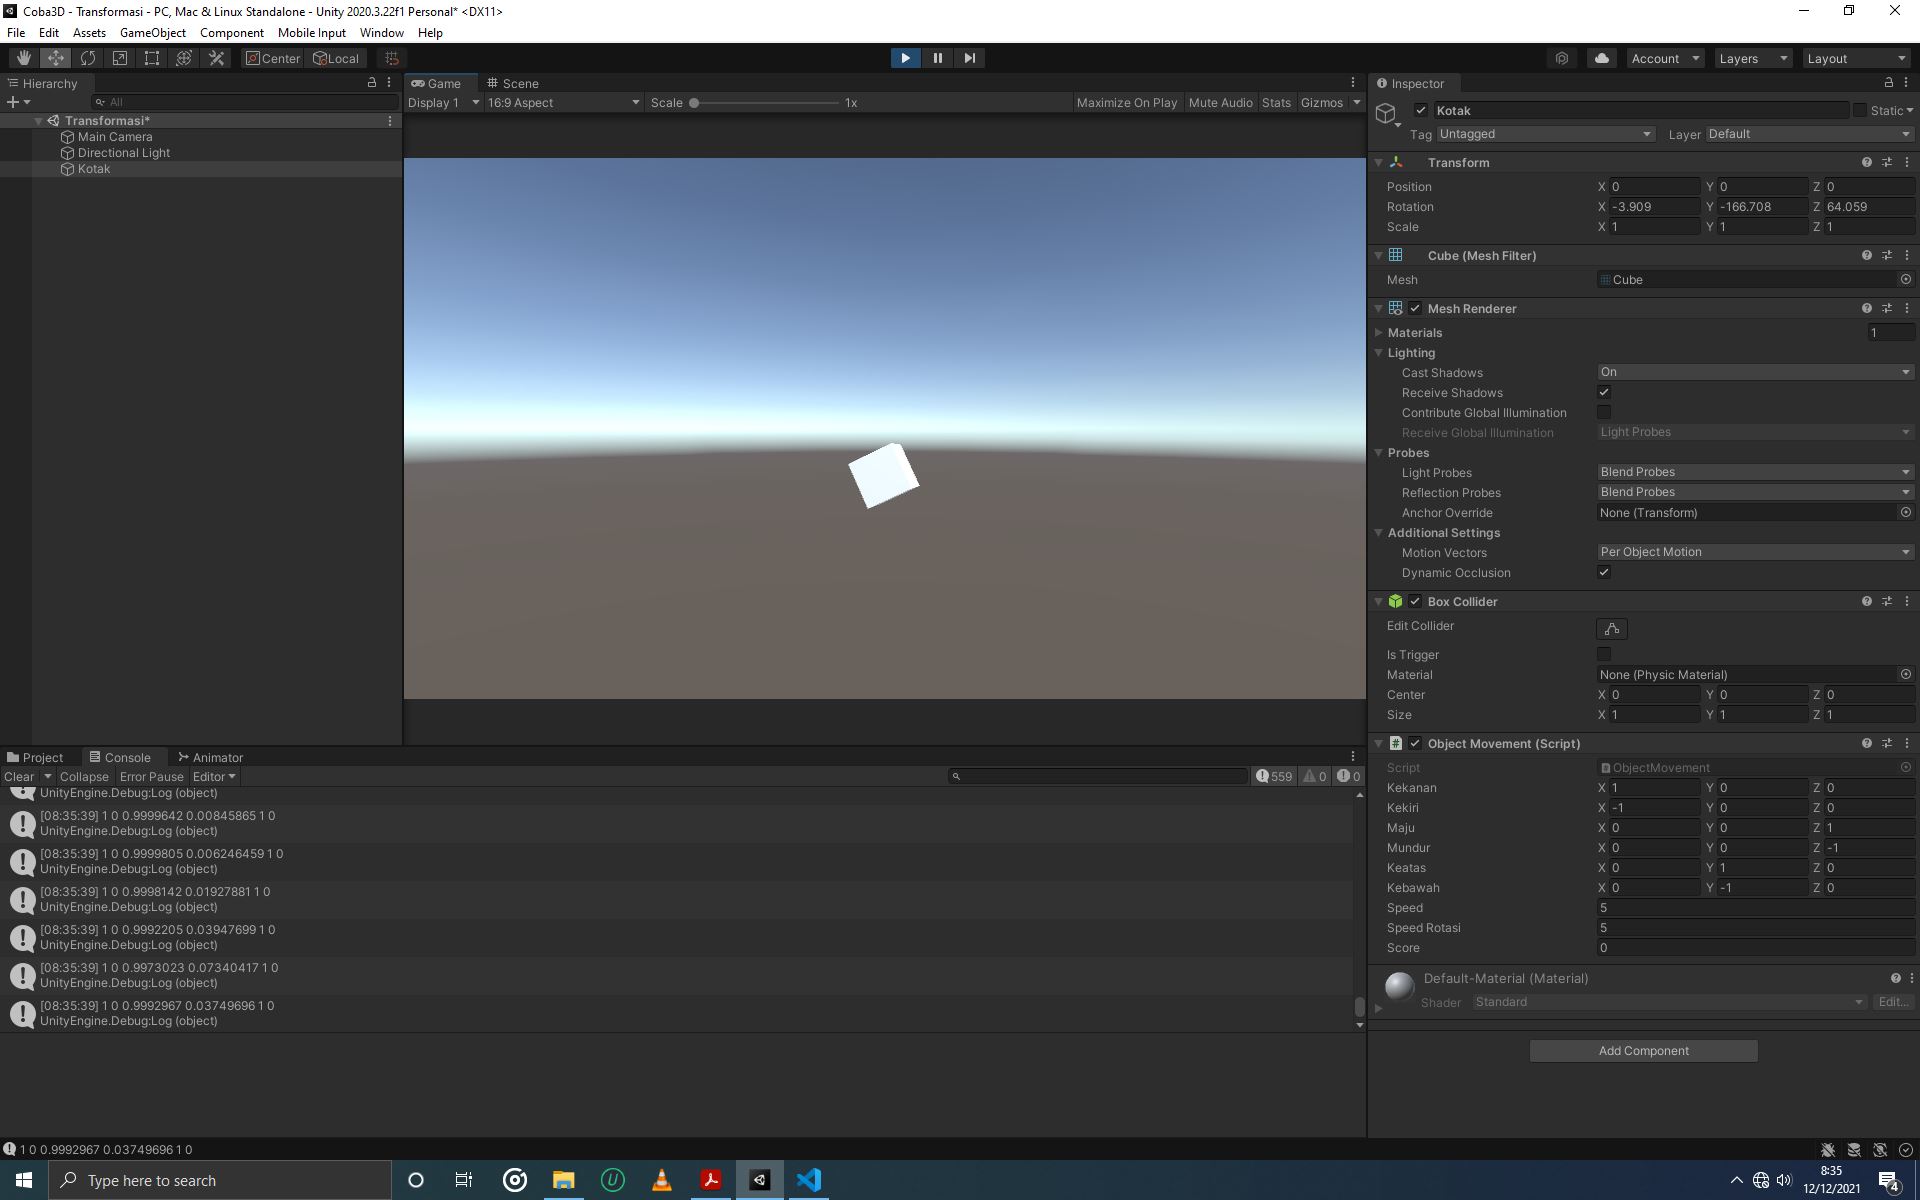 Coba3D - Transformasi - PC, Mac & Linux Standalone - Unity 2020.3.22f1 Personal* <DX11>
File Edit Assets GameObject Component Mobile Input Window Help
Center Local Account Layers Layout
Hierarchy
All
Transformasi*
Main Camera
Directional Light
Kotak
Game Scene
Display 1 16:9 Aspect Scale 1x Maximize On Play Mute Audio Stats Gizmos
Inspector
Kotak Static
Tag Untagged Layer Default
Transform
Position X 0 Y 0 Z 0
Rotation X -3.909 Y -166.708 Z 64.059
Scale X 1 Y 1 Z 1
Cube (Mesh Filter)
Mesh Cube
Mesh Renderer
Materials 1
Lighting
Cast Shadows On
Receive Shadows
Contribute Global Illumination
Receive Global Illumination Light Probes
Probes
Light Probes Blend Probes
Reflection Probes Blend Probes
Anchor Override None (Transform)
Additional Settings
Motion Vectors Per Object Motion
Dynamic Occlusion
Box Collider
Edit Collider
Is Trigger
Material None (Physic Material)
Center X 0 Y 0 Z 0
Size X 1 Y 1 Z 1
Object Movement (Script)
Script ObjectMovement
Kekanan X 1 Y 0 Z 0
Kekiri X -1 Y 0 Z 0
Maju X 0 Y 0 Z 1
Mundur X 0 Y 0 Z -1
Keatas X 0 Y 1 Z 0
Kebawah X 0 Y -1 Z 0
Speed 5
Speed Rotasi 5
Score 0
Default-Material (Material)
Shader Standard Edit...
Add Component
Project Console Animator
Clear Collapse Error Pause Editor 559 0 0
UnityEngine.Debug:Log (object)
[08:35:39] 1 0 0.9999642 0.00845865 1 0
UnityEngine.Debug:Log (object)
[08:35:39] 1 0 0.9999805 0.006246459 1 0
UnityEngine.Debug:Log (object)
[08:35:39] 1 0 0.9998142 0.01927881 1 0
UnityEngine.Debug:Log (object)
[08:35:39] 1 0 0.9992205 0.03947699 1 0
UnityEngine.Debug:Log (object)
[08:35:39] 1 0 0.9973023 0.07340417 1 0
UnityEngine.Debug:Log (object)
[08:35:39] 1 0 0.9992967 0.03749696 1 0
UnityEngine.Debug:Log (object)
1 0 0.9992967 0.03749696 1 0
Type here to search
8:35
12/12/2021
4